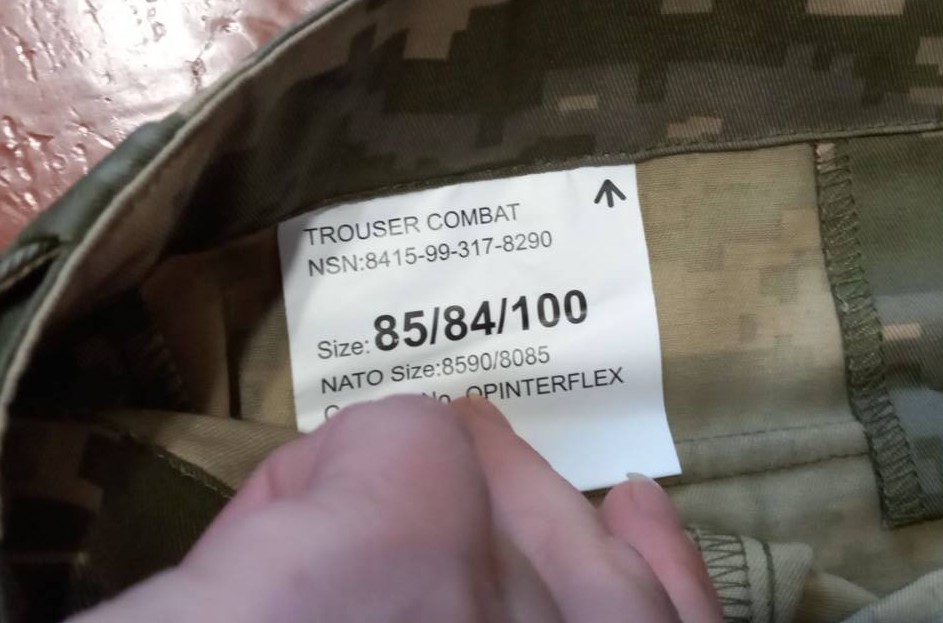 TROUSER COMBAT
NSN:8415-99-317-8290
Size: 85/84/100
NATO Size:8590/8085
OPINTERFLEX